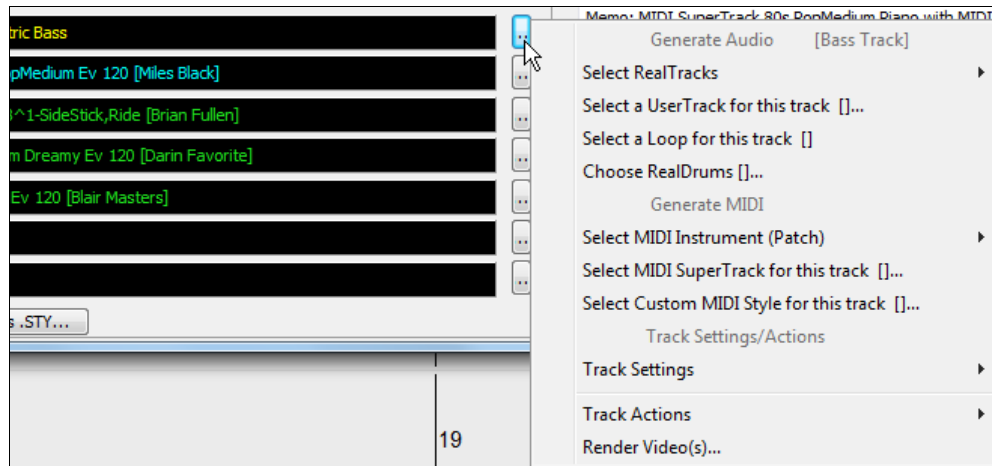 Memo: MIDI SuperTrack 80s PopMedium Piano with MIDI
tric Bass
pMedium Ev 120 [Miles Black]
3^1-SideStick,Ride [Brian Fullen]
m Dreamy Ev 120 [Darin Favorite]
Ev 120 [Blair Masters]
s .STY...
19
Generate Audio [Bass Track]
Select RealTracks
Select a UserTrack for this track []...
Select a Loop for this track []
Choose RealDrums []...
Generate MIDI
Select MIDI Instrument (Patch)
Select MIDI SuperTrack for this track []...
Select Custom MIDI Style for this track []...
Track Settings/Actions
Track Settings
Track Actions
Render Video(s)...